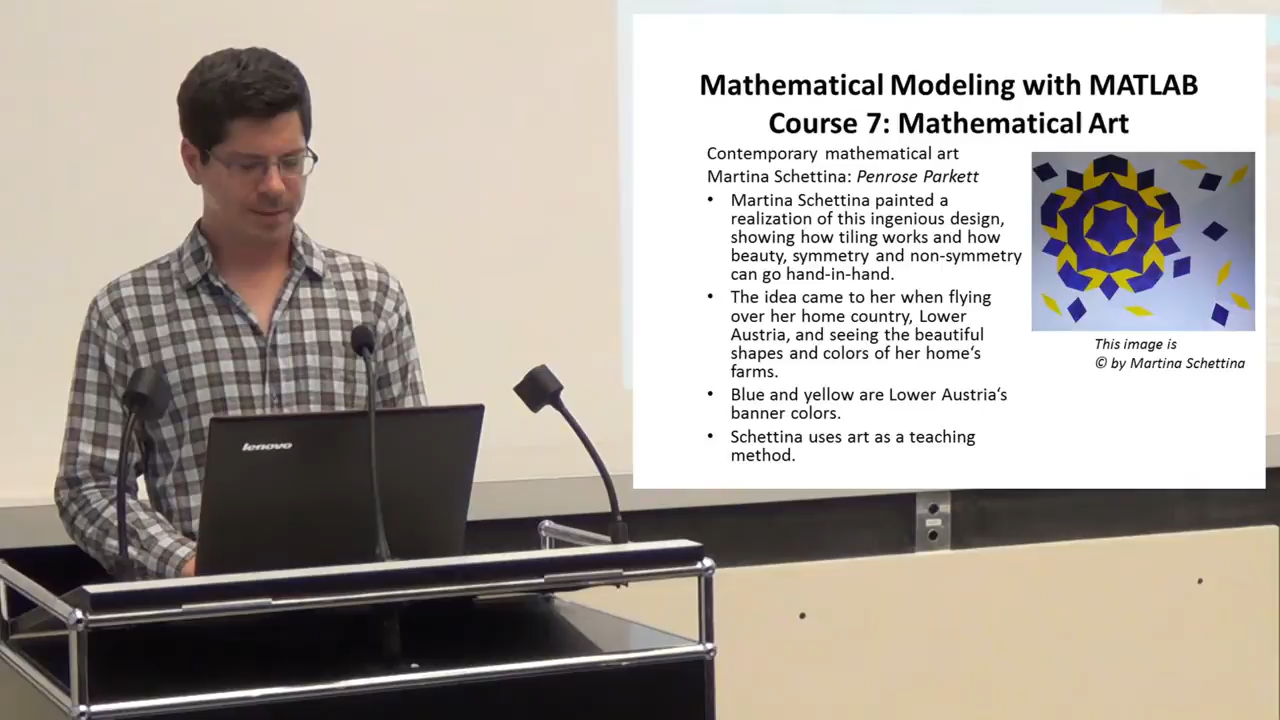 Mathematical Modeling with MATLAB
Course 7: Mathematical Art
Contemporary mathematical art
Martina Schettina: Penrose Parkett
• Martina Schettina painted a
realization of this ingenious design,
showing how tiling works and how
beauty, symmetry and non-symmetry
can go hand-in-hand.
• The idea came to her when flying
over her home country, Lower
Austria, and seeing the beautiful
shapes and colors of her home‘s
farms.
• Blue and yellow are Lower Austria‘s
banner colors.
• Schettina uses art as a teaching
method.
This image is
© by Martina Schettina
lenovo